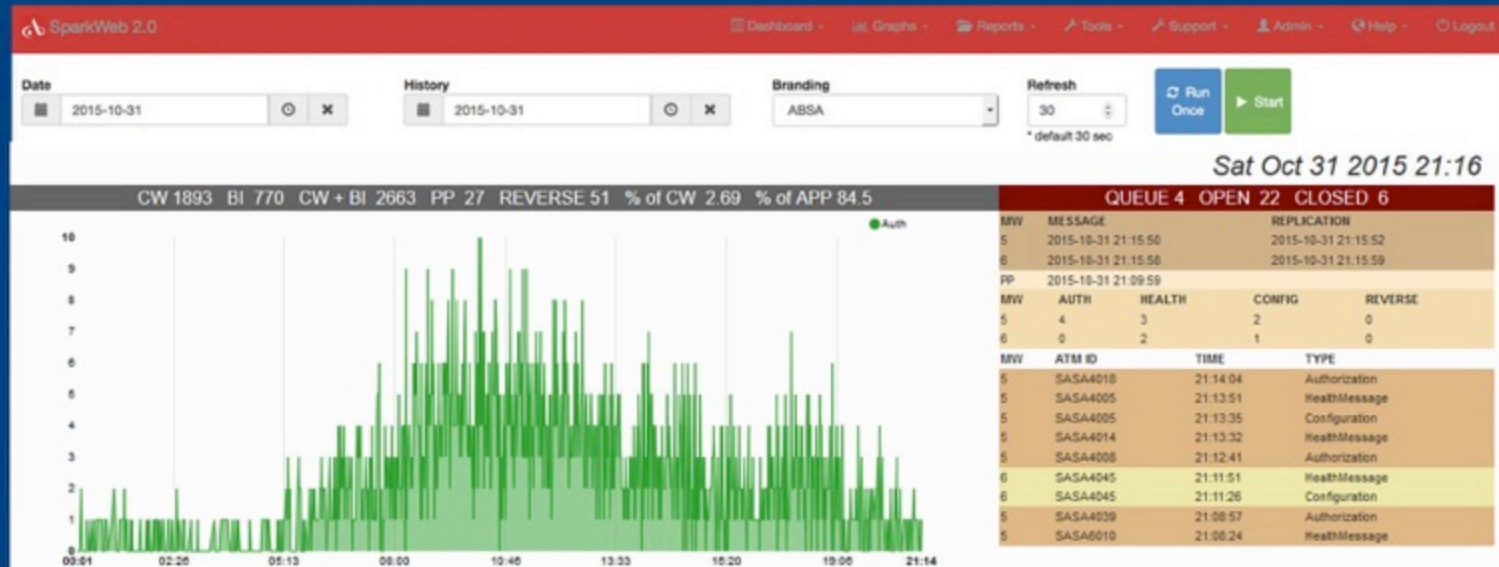 SparkWeb 2.0 Dashboard Graphs Reports Tools Support Admin Help Logout
Date History Branding Refresh
2015-10-31 2015-10-31 ABSA 30 Run Once Start
* default 30 sec
Sat Oct 31 2015 21:16
CW 1893 BI 770 CW + BI 2663 PP 27 REVERSE 51 % of CW 2.69 % of APP 84.5
Auth
10
9
8
7
6
5
4
3
2
1
0
00:01 02:26 05:13 08:00 10:46 13:33 16:20 19:06 21:14
QUEUE 4 OPEN 22 CLOSED 6
MW MESSAGE REPLICATION
5 2015-10-31 21:15:50 2015-10-31 21:15:52
6 2015-10-31 21:15:58 2015-10-31 21:15:59
PP 2015-10-31 21:09:59
MW AUTH HEALTH CONFIG REVERSE
5 4 3 2 0
6 0 2 1 0
MW ATM ID TIME TYPE
5 SASA4018 21:14:04 Authorization
5 SASA4005 21:13:51 HealthMessage
5 SASA4005 21:13:35 Configuration
5 SASA4014 21:13:32 HealthMessage
5 SASA4008 21:12:41 Authorization
6 SASA4045 21:11:51 HealthMessage
6 SASA4045 21:11:26 Configuration
5 SASA4039 21:08:57 Authorization
5 SASA6010 21:08:24 HealthMessage